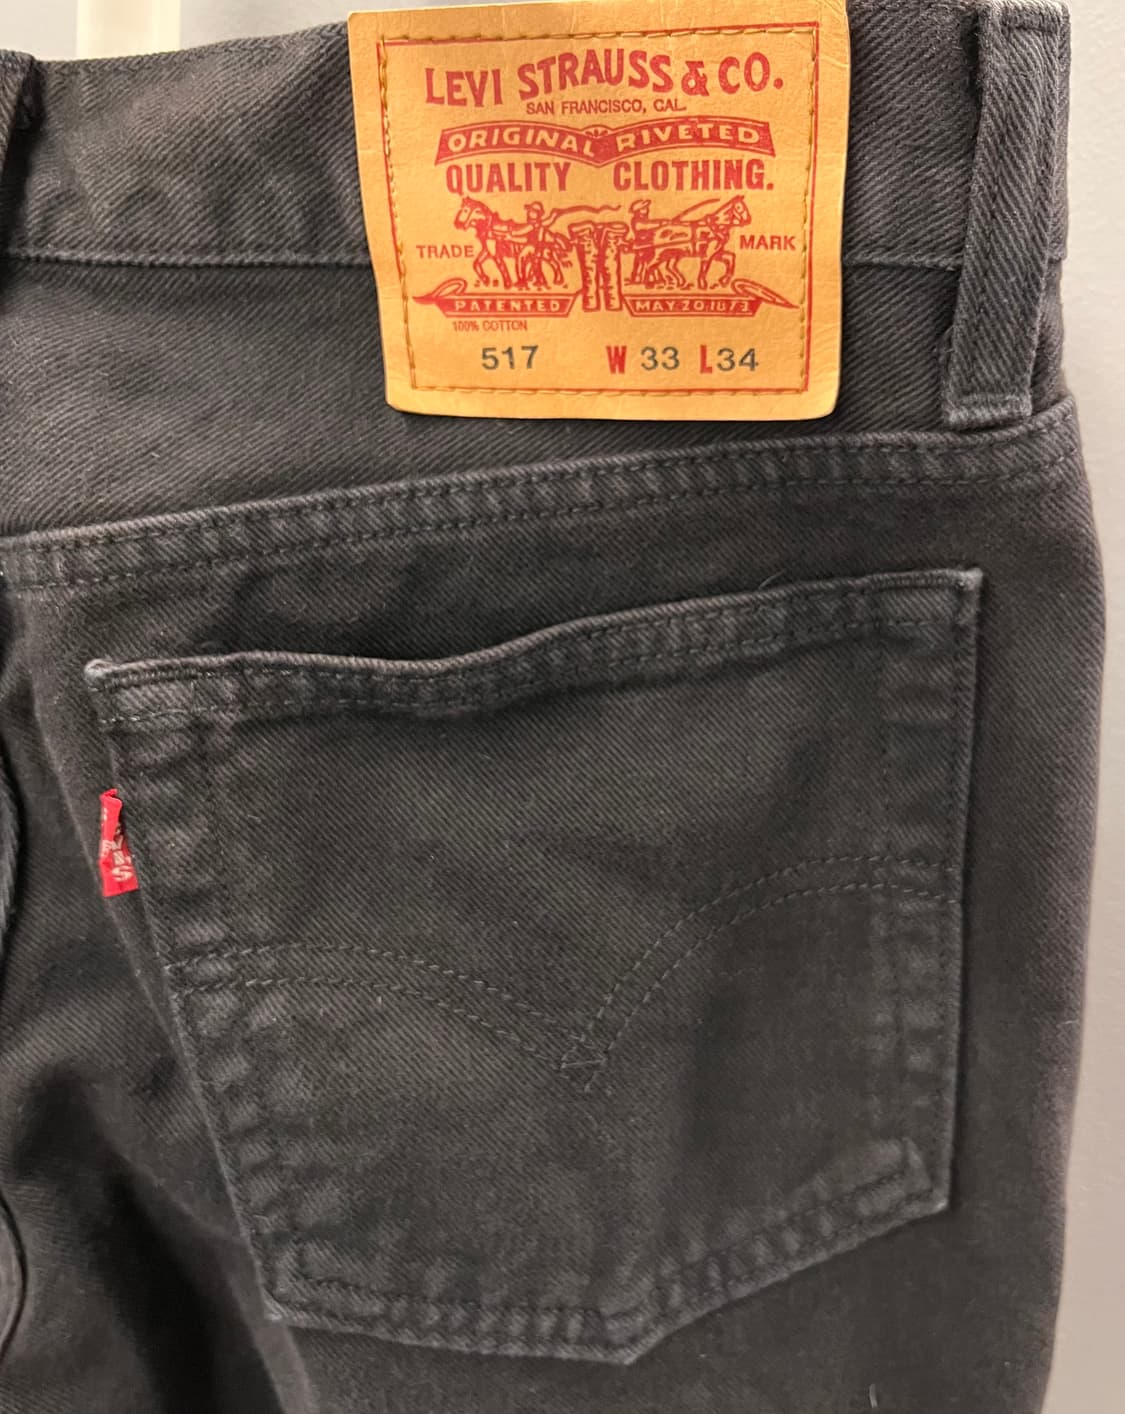 LEVI STRAUSS & CO.
SAN FRANCISCO, CAL.
ORIGINAL RIVETED
QUALITY CLOTHING.
TRADE MARK
PATENTED MAY 20 1873
100% COTTON
517 W 33 L34